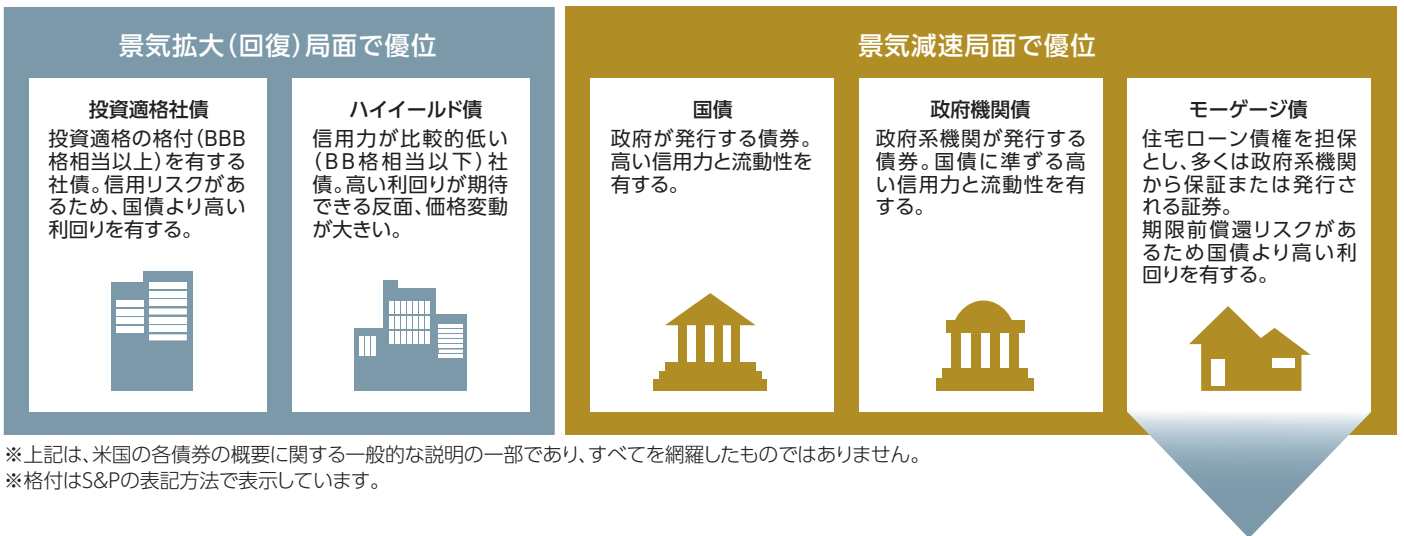 景気拡大(回復)局面で優位
投資適格社債
投資適格の格付(BBB
格相当以上)を有する
社債。信用リスクがあ
るため、国債より高い
利回りを有する。
ハイイールド債
信用力が比較的低い
(BB格相当以下)社
債。高い利回りが期待
できる反面、価格変動
が大きい。
景気減速局面で優位
国債
政府が発行する債券。
高い信用力と流動性を
有する。
政府機関債
政府系機関が発行する
債券。国債に準ずる高
い信用力と流動性を有
する。
モーゲージ債
住宅ローン債権を担保
とし、多くは政府系機関
から保証または発行さ
れる証券。
期限前償還リスクがあ
るため国債より高い利
回りを有する。
※上記は、米国の各債券の概要に関する一般的な説明の一部であり、すべてを網羅したものではありません。
※格付はS&Pの表記方法で表示しています。